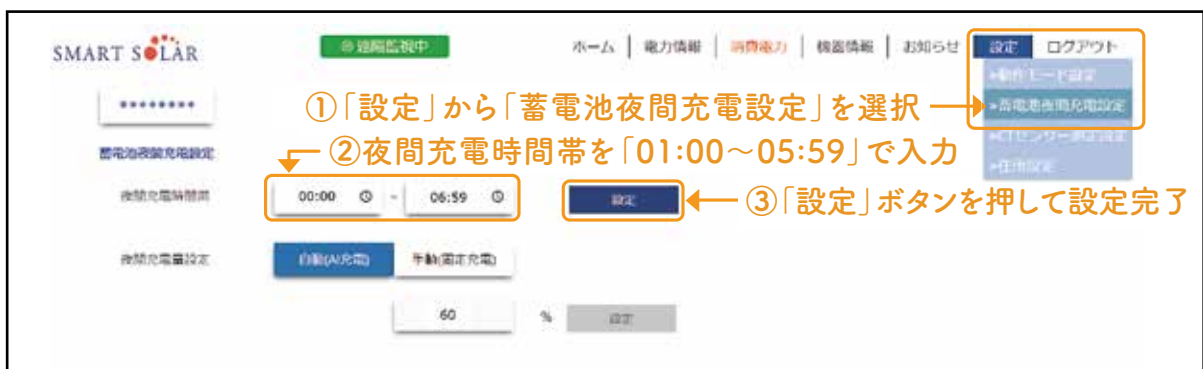 SMART SOLAR
遠隔監視中
ホーム | 電力情報 | 消費電力 | 機器情報 | お知らせ
設定
ログアウト
»動作モード設定
********
①「設定」から「蓄電池夜間充電設定」を選択
»蓄電池夜間充電設定
蓄電池夜間充電設定
②夜間充電時間帯を「01:00〜05:59」で入力
»住所設定
夜間充電時間帯
00:00 - 06:59
設定
③「設定」ボタンを押して設定完了
夜間充電量設定
自動(AI充電)
手動(固定充電)
60 %
設定